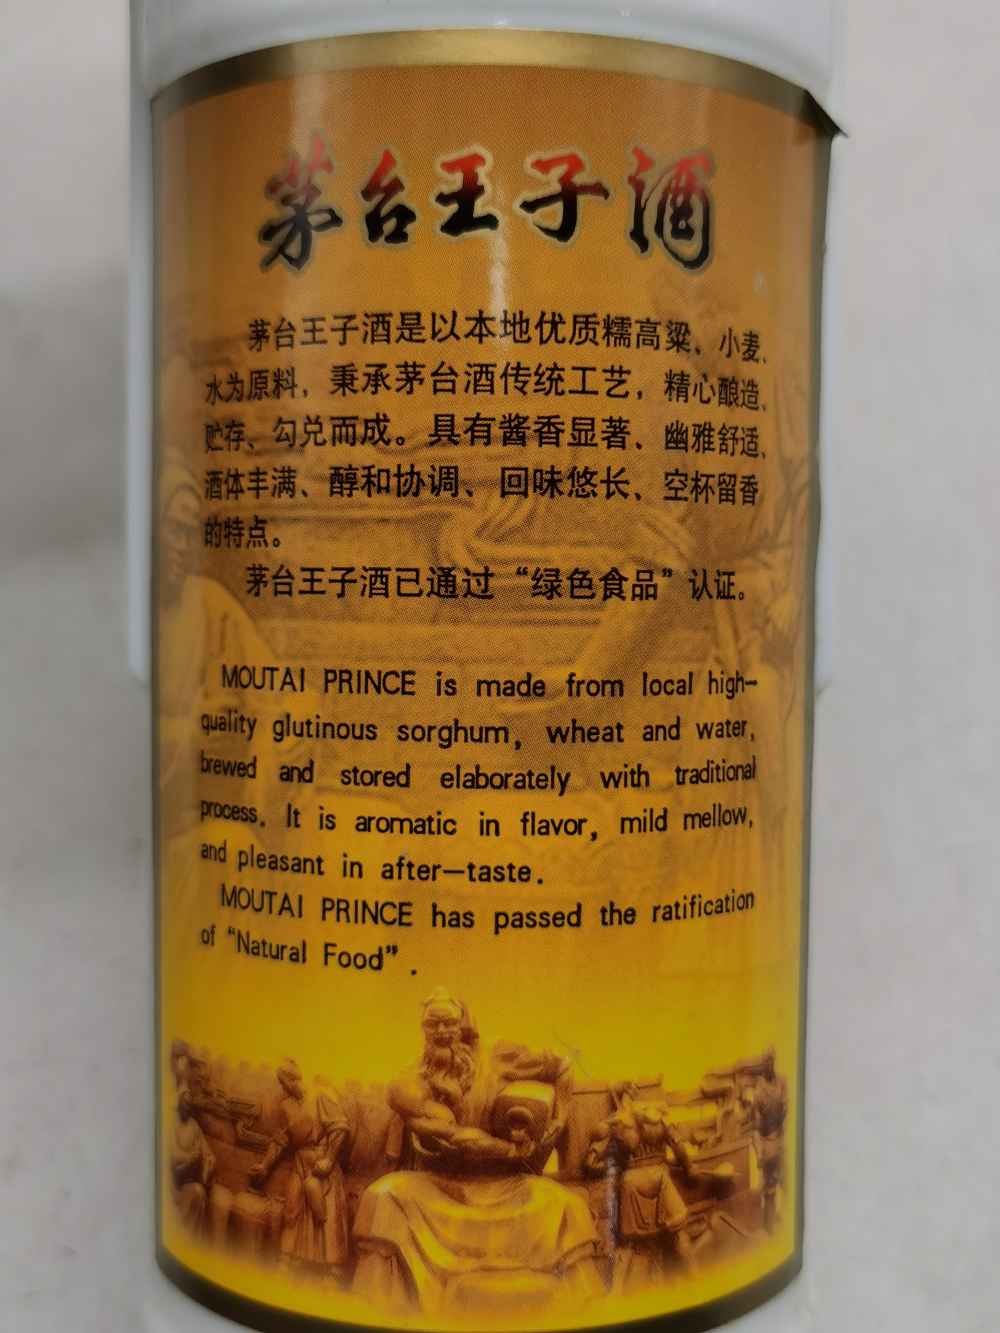 茅台王子酒
茅台王子酒是以本地优质糯高粱、小麦、
水为原料，秉承茅台酒传统工艺，精心酿造、
贮存、勾兑而成。具有酱香显著、幽雅舒适、
酒体丰满、醇和协调、回味悠长、空杯留香
的特点。
茅台王子酒已通过“绿色食品”认证。
MOUTAI PRINCE is made from local high-
quality glutinous sorghum, wheat and water,
brewed and stored elaborately with traditional
process. It is aromatic in flavor, mild mellow,
and pleasant in after—taste.
MOUTAI PRINCE has passed the ratification
of “Natural Food”.